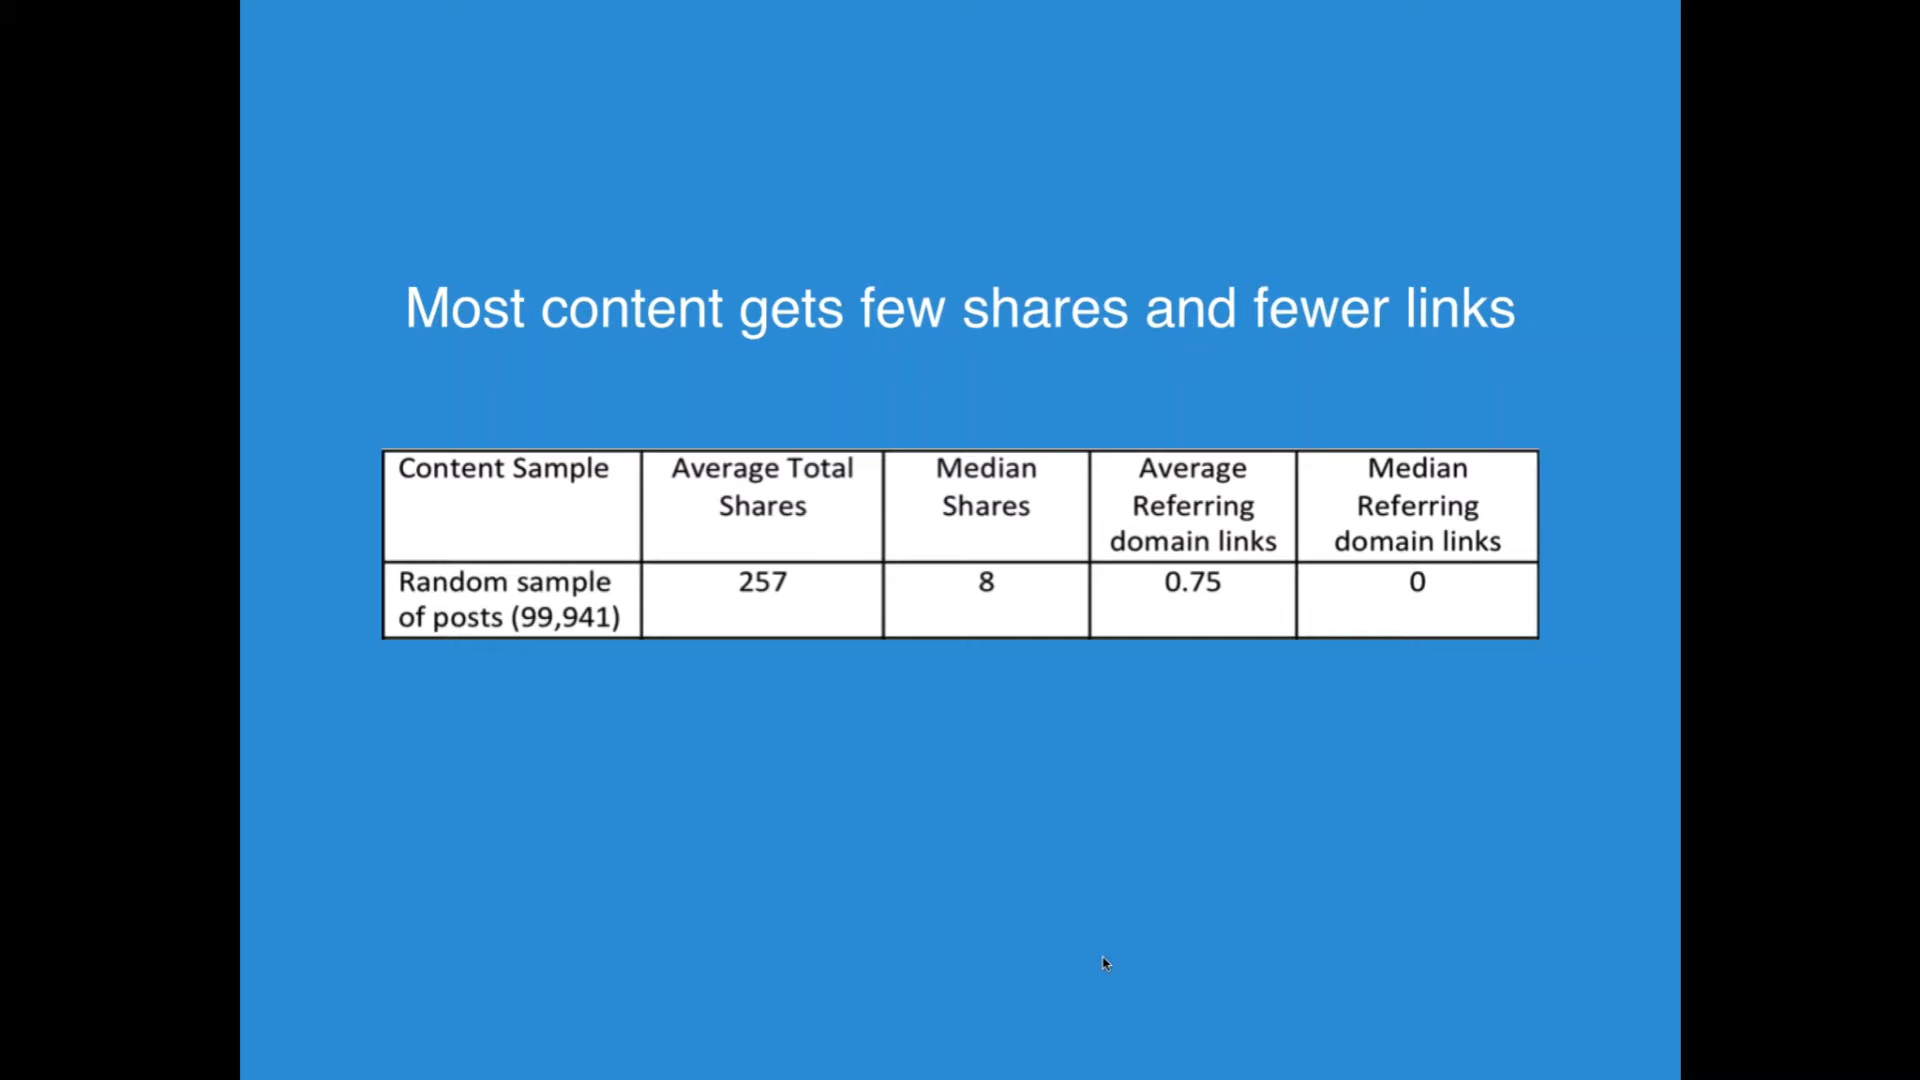 Most content gets few shares and fewer links
Content Sample
Average Total
Shares
Median
Shares
Average
Referring
domain links
Median
Referring
domain links
Random sample
of posts (99,941)
257
8
0.75
0